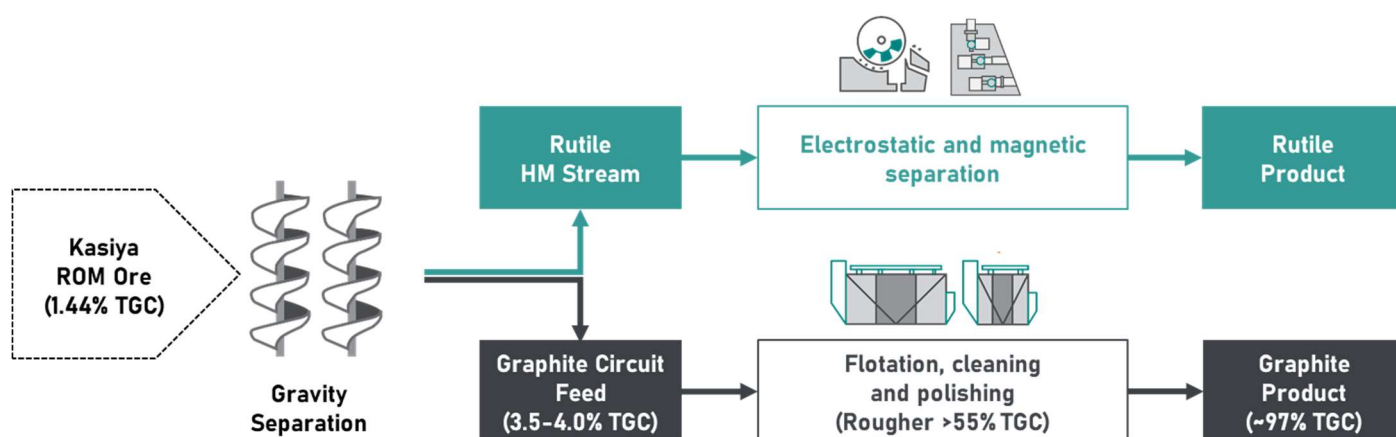 Kasiya
ROM Ore
(1.44% TGC)
Gravity
Separation
Rutile
HM Stream
Electrostatic and magnetic
separation
Rutile
Product
Graphite Circuit
Feed
(3.5–4.0% TGC)
Flotation, cleaning
and polishing
(Rougher >55% TGC)
Graphite
Product
(~97% TGC)